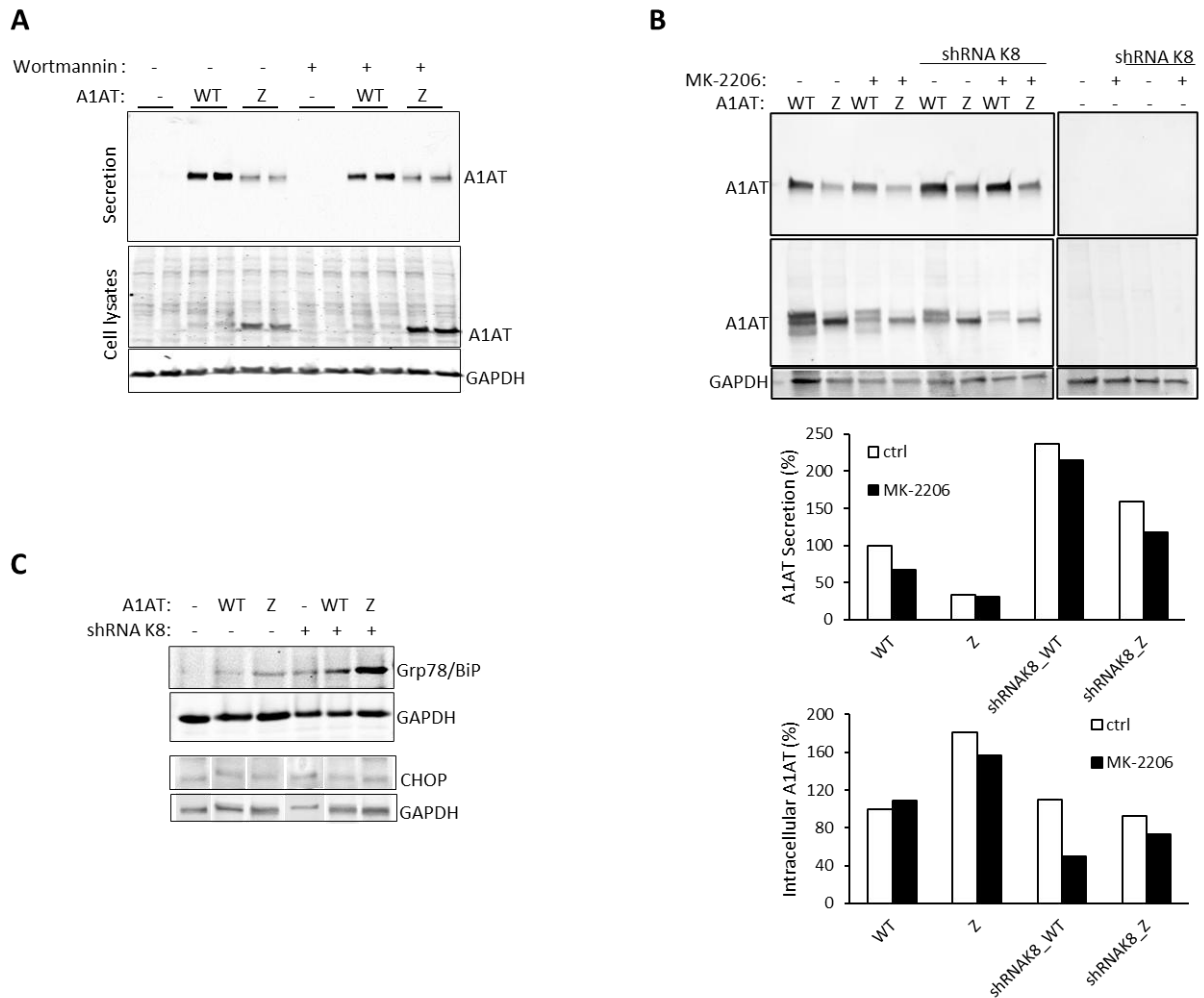 A
Wortmannin : - - - + + +
A1AT: - WT Z - WT Z
Secretion
A1AT
Cell lysates
A1AT
GAPDH
B
shRNA K8
shRNA K8
MK-2206: - - + + - - + + - + - +
A1AT: WT Z WT Z WT Z WT Z - - - -
A1AT
A1AT
GAPDH
A1AT Secretion (%)
250
200
150
100
50
0
ctrl
MK-2206
WT
Z
shRNAK8_WT
shRNAK8_Z
Intracellular A1AT (%)
200
160
120
80
40
0
ctrl
MK-2206
WT
Z
shRNAK8_WT
shRNAK8_Z
C
A1AT: - WT Z - WT Z
shRNA K8: - - - + + +
Grp78/BiP
GAPDH
CHOP
GAPDH